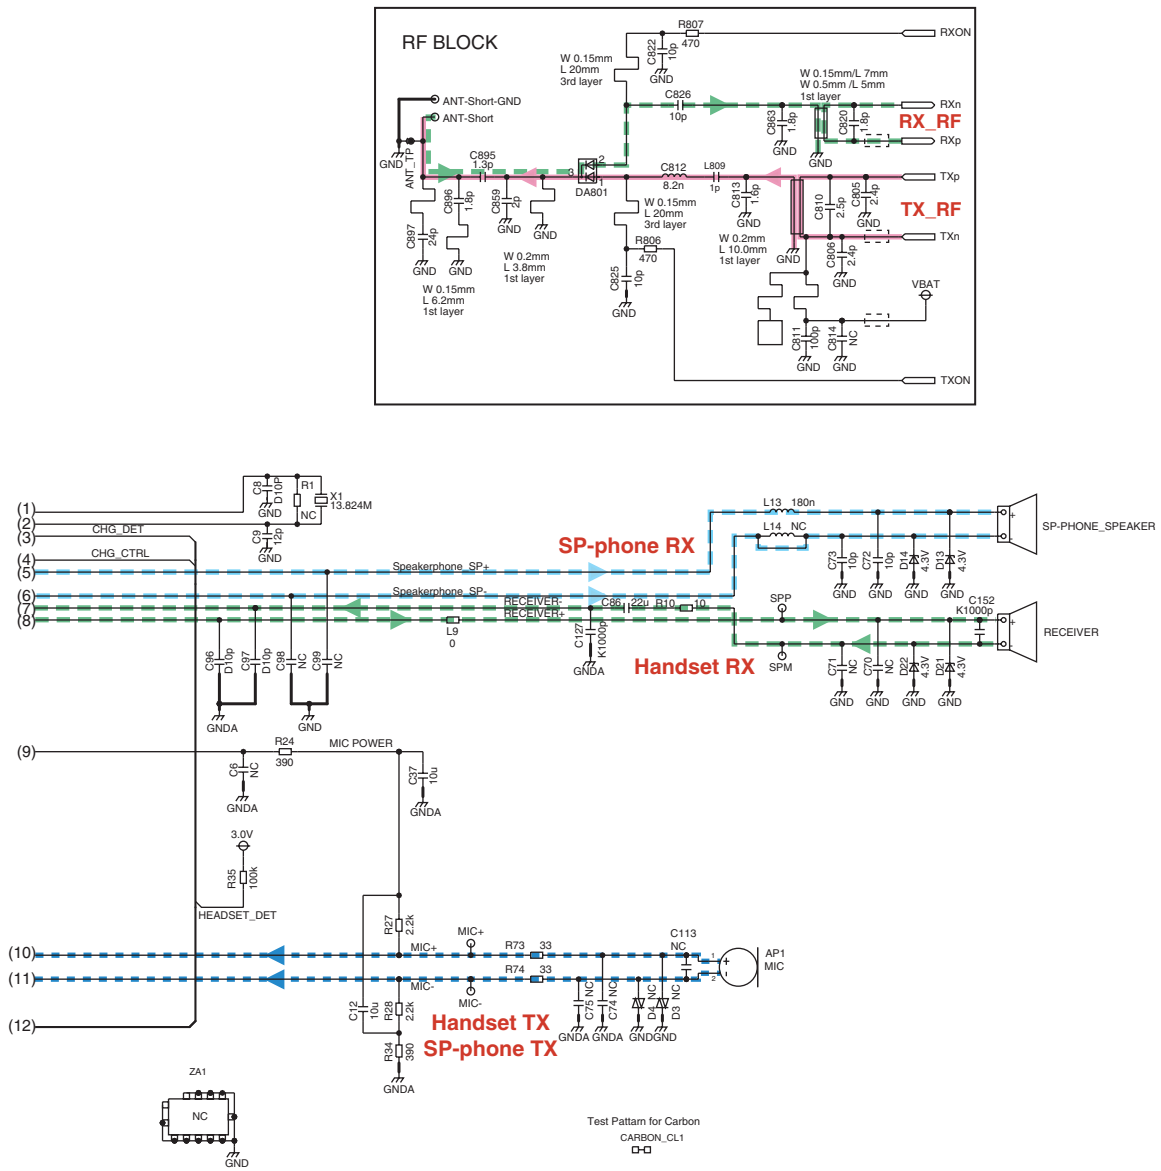 RF BLOCK
R807
470
C822
10p
GND
RXON
W 0.15mm
L 20mm
3rd layer
W 0.15mm/L 7mm
W 0.5mm /L 5mm
1st layer
C826
10p
ANT-Short-GND
ANT-Short
GND
ANT_TP
C863
1.8p
GND
C820
1.8p
GND
RXn
RX_RF
RXp
C895
1.3p
2
3
1
DA801
C812
8.2n
L809
1p
TXp
C896
1.8p
GND
C859
2p
GND
GND
C897
24p
GND
W 0.15mm
L 6.2mm
1st layer
W 0.2mm
L 3.8mm
1st layer
W 0.15mm
L 20mm
3rd layer
R806
470
C825
10p
GND
C813
1.6p
GND
W 0.2mm
L 10.0mm
1st layer
GND
C810
2.5p
C805
2.4p
GND
TX_RF
TXn
C806
2.4p
GND
VBAT
C811
100p
GND
C814
NC
GND
TXON
C8
D10P
GND
R1
NC
X1
13.824M
C9
12p
GND
(1)
(2)
(3)
CHG_DET
(4)
CHG_CTRL
(5)
Speakerphone_SP+
(6)
Speakerphone_SP-
(7)
RECEIVER-
(8)
RECEIVER+
SP-phone RX
L13 180n
L14 NC
+
-
SP-PHONE_SPEAKER
C73
10p
GND
C72
10p
GND
D14
4.3V
GND
D13
4.3V
GND
C86 22u
R10 10
L9
0
C127
K1000p
GNDA
SPP
SPM
Handset RX
C152
K1000p
+
-
RECEIVER
C71
NC
GND
C70
NC
GND
D22
4.3V
GND
D21
4.3V
GND
C96
D10p
C97
D10p
GNDA
C98
NC
C99
NC
GND
(9)
R24
390
MIC POWER
C6
NC
GNDA
C37
10u
GNDA
3.0V
R35
100k
HEADSET_DET
R27
2.2k
(10)
MIC+
MIC+
R73 33
C113
NC
1
+
-
2
AP1
MIC
(11)
MIC-
MIC-
R74 33
C12
10u
R28
2.2k
C75 NC
GNDA
C74 NC
GNDA
D4 NC
GND
D3 NC
GND
(12)
Handset TX
SP-phone TX
R34
390
GNDA
ZA1
NC
GND
Test Pattarn for Carbon
CARBON_CL1